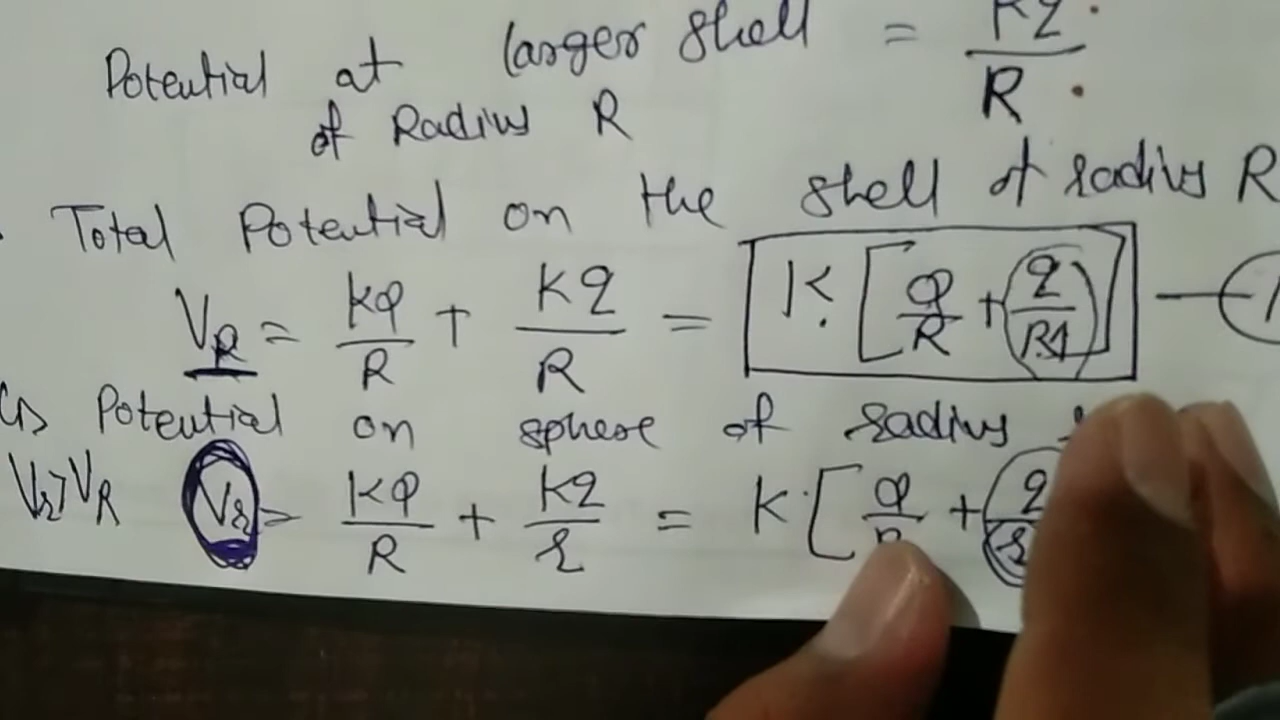 Potential at larger shell = Kq/R
of Radius R
Total Potential on the shell of radius R
V_R = KQ/R + Kq/R = K.[Q/R + q/R]
Potential on sphere of radius
V_r>V_R V_r = KQ/R + Kq/r = K.[Q/R + q/r